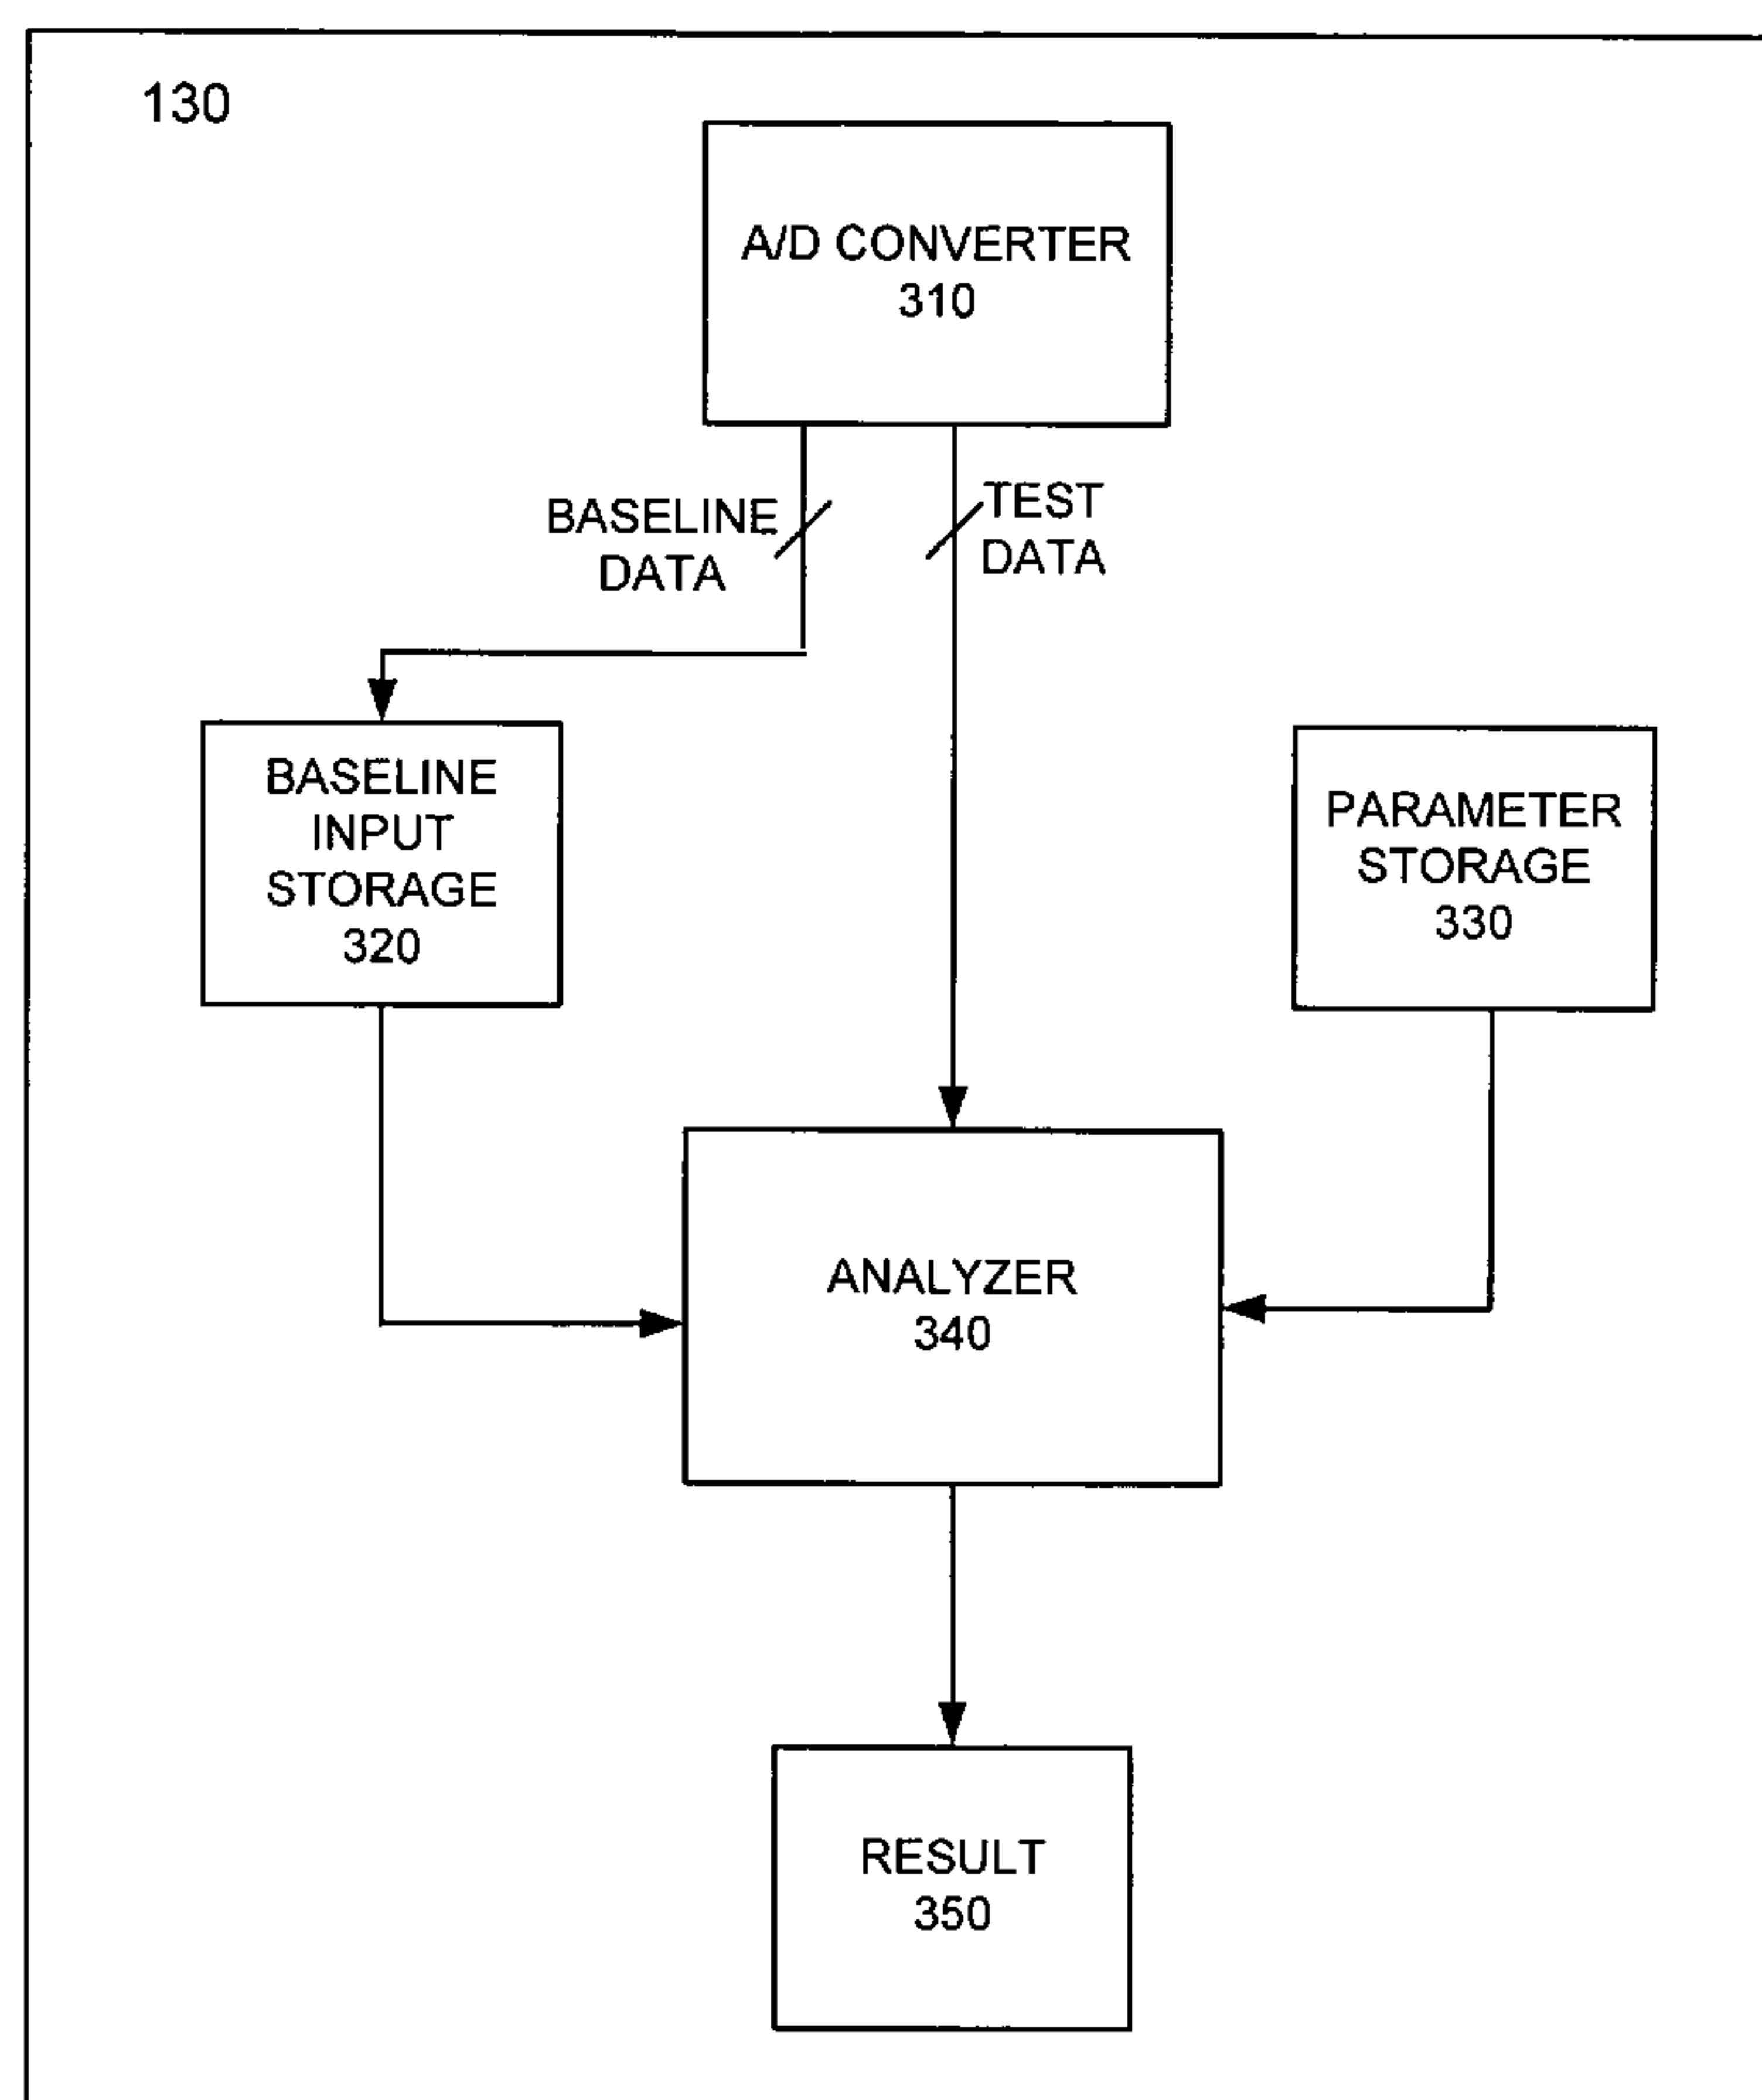 130
A/D CONVERTER
310
BASELINE
DATA
TEST
DATA
BASELINE
INPUT
STORAGE
320
PARAMETER
STORAGE
330
ANALYZER
340
RESULT
350